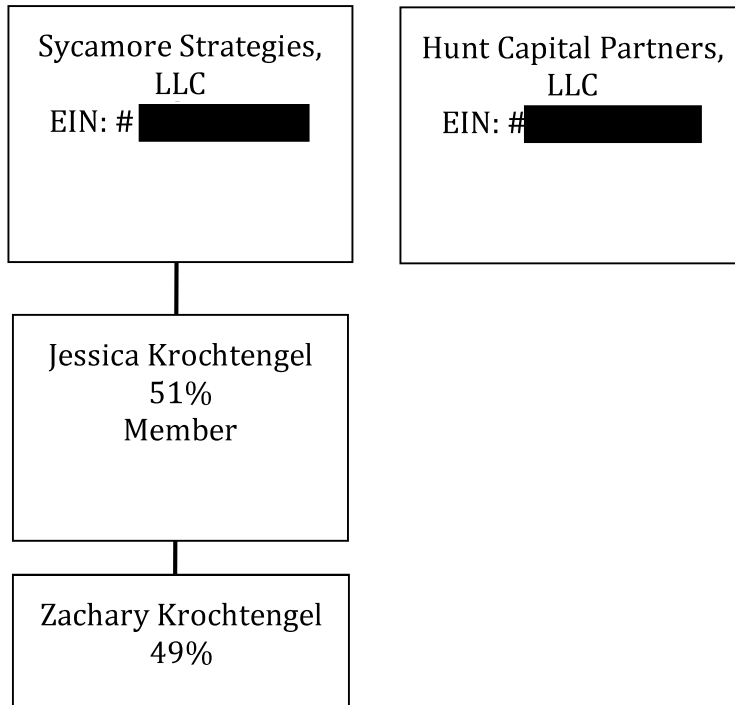 Sycamore Strategies,
LLC
EIN: #
Hunt Capital Partners,
LLC
EIN: #
Jessica Krochtengel
51%
Member
Zachary Krochtengel
49%